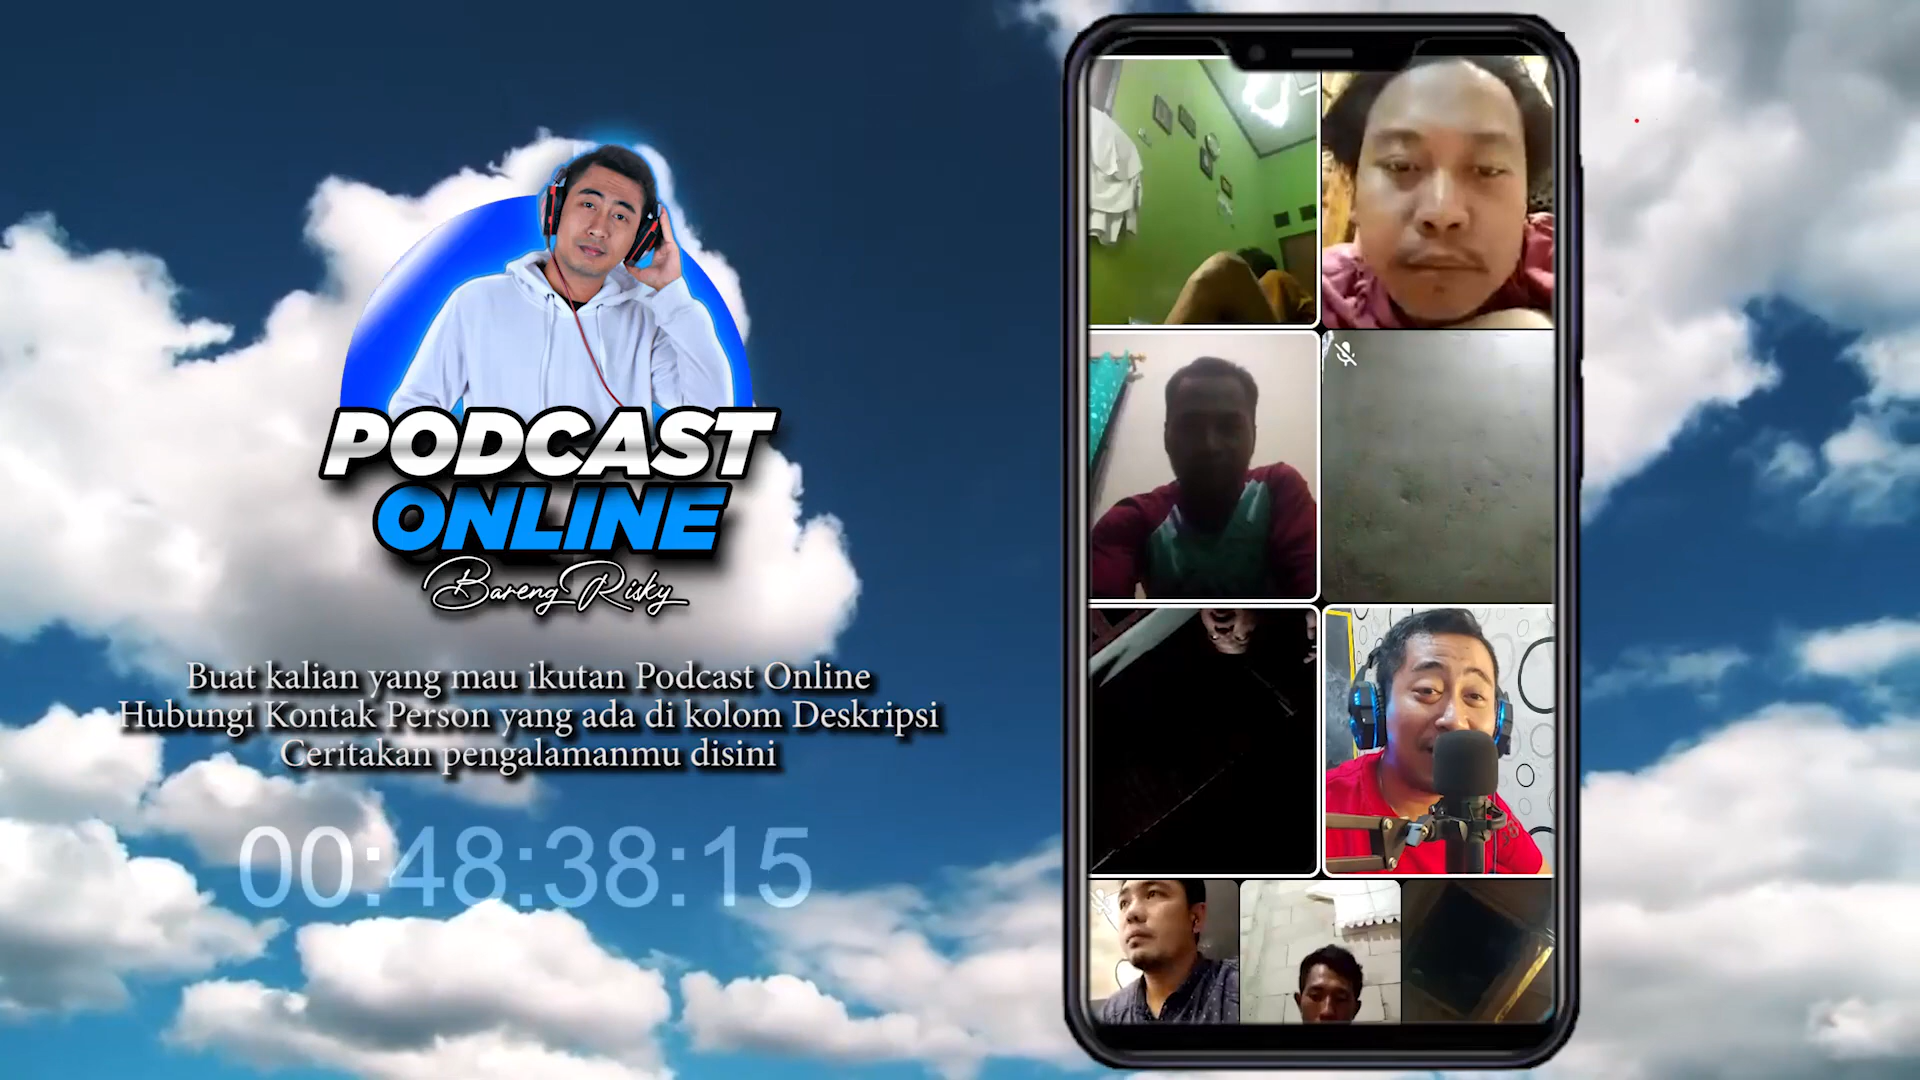 PODCAST
ONLINE
Bareng Risky
Buat kalian yang mau ikutan Podcast Online
Hubungi Kontak Person yang ada di kolom Deskripsi
Ceritakan pengalamanmu disini
00:48:38:15